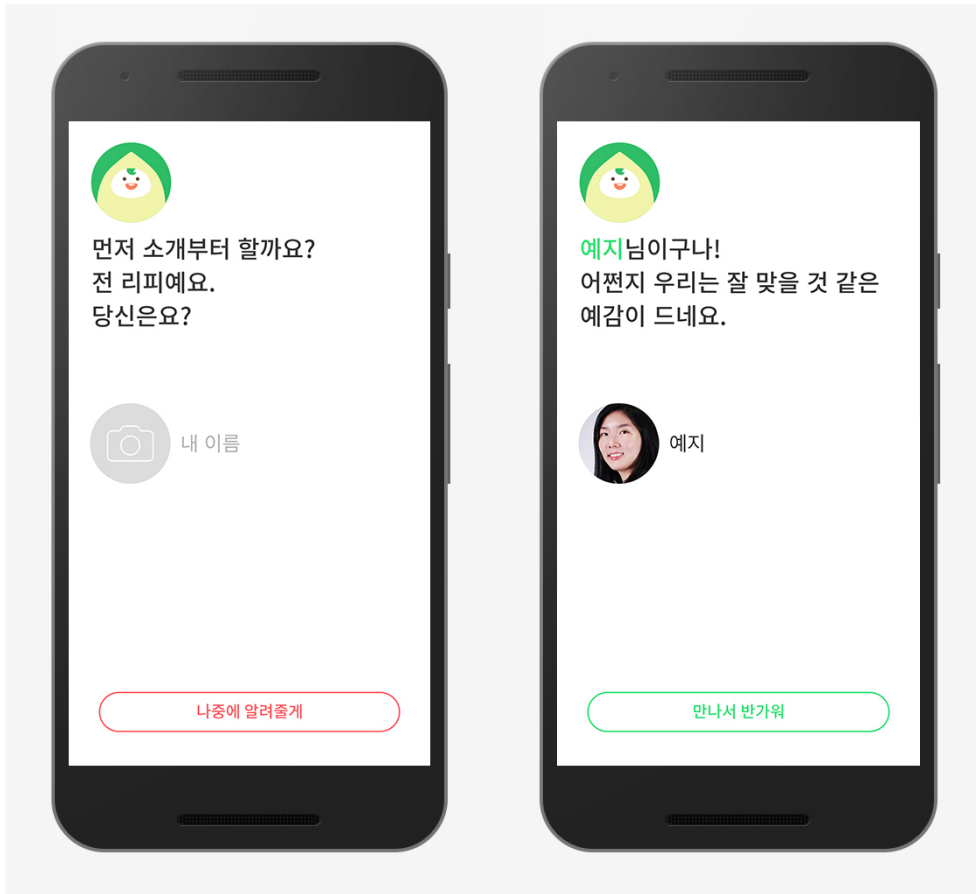 먼저 소개부터 할까요?
전 리피예요.
당신은요?
내 이름
나중에 알려줄게
예지님이구나!
어쩐지 우리는 잘 맞을 것 같은
예감이 드네요.
예지
만나서 반가워